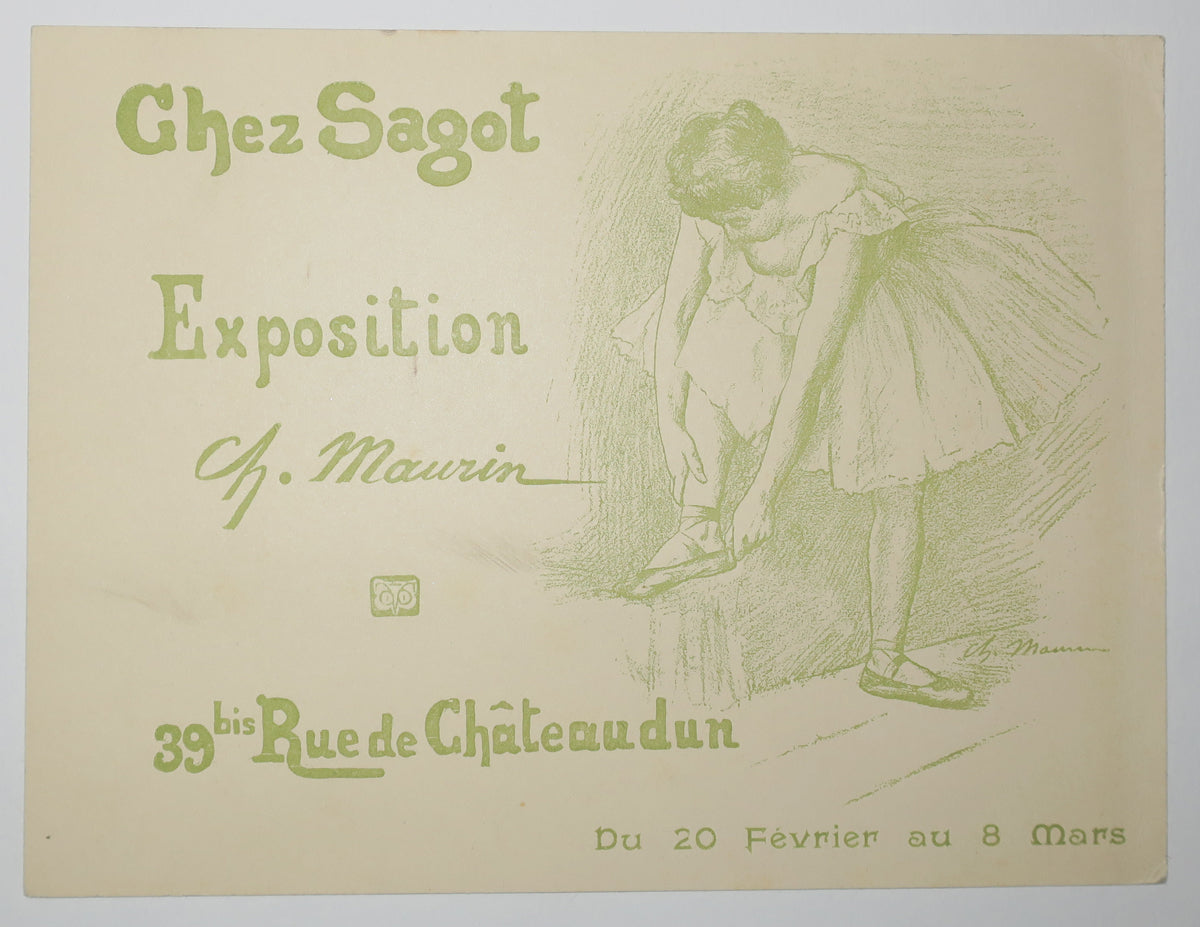 Chez Sagot
Exposition
Ch. Maurin
Ch. Maurin
39bis Rue de Châteaudun
Du 20 Février au 8 Mars